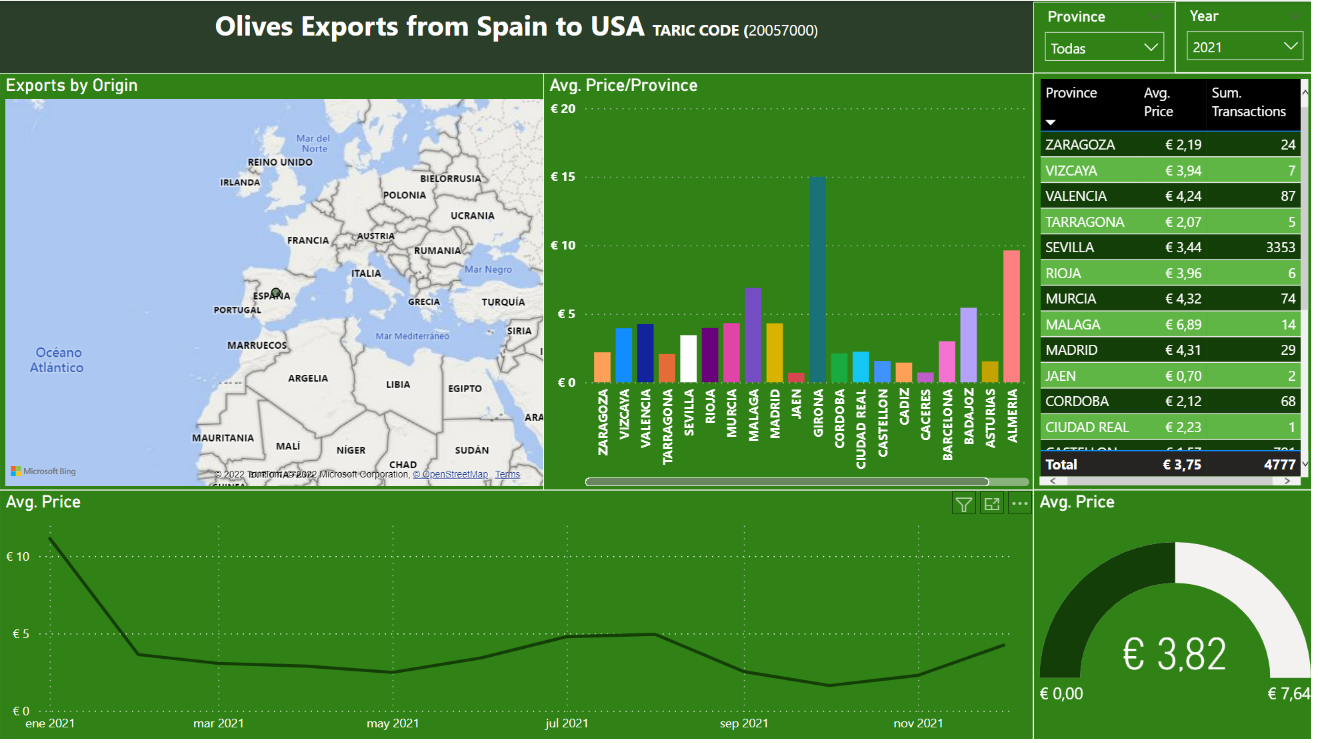 Olives Exports from Spain to USA TARIC CODE (20057000)
Province
Todas
Year
2021
Exports by Origin
Mar del
Norte
REINO UNIDO
IRLANDA
BIELORRUSIA
POLONIA
UCRANIA
FRANCIA
AUSTRIA
RUMANIA
ITALIA
Mar Negro
ESPAÑA
PORTUGAL
GRECIA
TURQUÍA
Mar Mediterráneo
SIRIA
MARRUECOS
Océano
Atlántico
ARGELIA
LIBIA
EGIPTO
ARA
MAURITANIA
MALÍ
NÍGER
SUDÁN
CHAD
Microsoft Bing
Microsoft Corporation, © OpenStreetMap Terms
Avg. Price/Province
€ 20
€ 15
€ 10
€ 5
€ 0
ZARAGOZA
VIZCAYA
VALENCIA
TARRAGONA
SEVILLA
RIOJA
MURCIA
MALAGA
MADRID
JAEN
GIRONA
CORDOBA
CIUDAD REAL
CASTELLON
CADIZ
CACERES
BARCELONA
BADAJOZ
ASTURIAS
ALMERIA
Province Avg. Price Sum. Transactions
ZARAGOZA € 2,19 24
VIZCAYA € 3,94 7
VALENCIA € 4,24 87
TARRAGONA € 2,07 5
SEVILLA € 3,44 3353
RIOJA € 3,96 6
MURCIA € 4,32 74
MALAGA € 6,89 14
MADRID € 4,31 29
JAEN € 0,70 2
CORDOBA € 2,12 68
CIUDAD REAL € 2,23 1
Total € 3,75 4777
Avg. Price
€ 10
€ 5
€ 0
ene 2021
mar 2021
may 2021
jul 2021
sep 2021
nov 2021
Avg. Price
€ 3,82
€ 0,00
€ 7,64